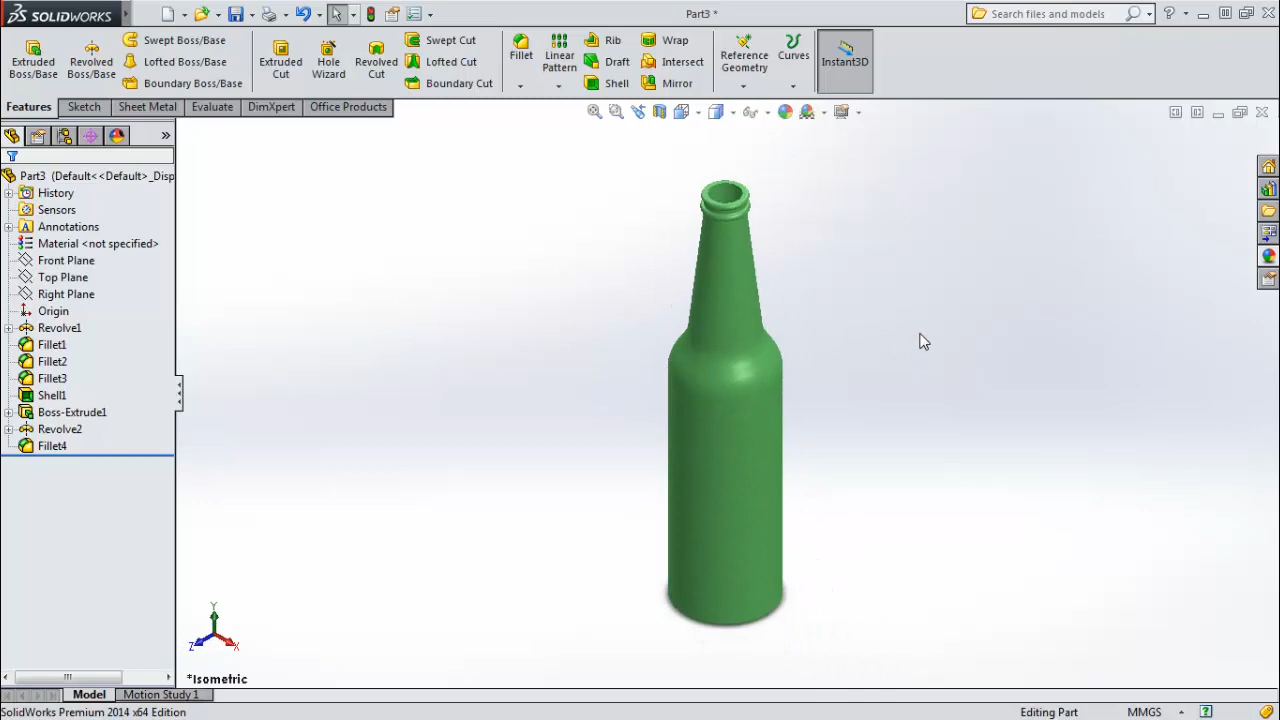 SOLIDWORKS
Part3 *
Search files and models
Extruded Boss/Base
Revolved Boss/Base
Swept Boss/Base
Lofted Boss/Base
Boundary Boss/Base
Extruded Cut
Hole Wizard
Revolved Cut
Swept Cut
Lofted Cut
Boundary Cut
Fillet
Linear Pattern
Rib
Draft
Shell
Wrap
Intersect
Mirror
Reference Geometry
Curves
Instant3D
Features
Sketch
Sheet Metal
Evaluate
DimXpert
Office Products
Part3 (Default<<Default>_Disp
History
Sensors
Annotations
Material <not specified>
Front Plane
Top Plane
Right Plane
Origin
Revolve1
Fillet1
Fillet2
Fillet3
Shell1
Boss-Extrude1
Revolve2
Fillet4
Y
Z
X
*Isometric
Model
Motion Study 1
SolidWorks Premium 2014 x64 Edition
Editing Part
MMGS